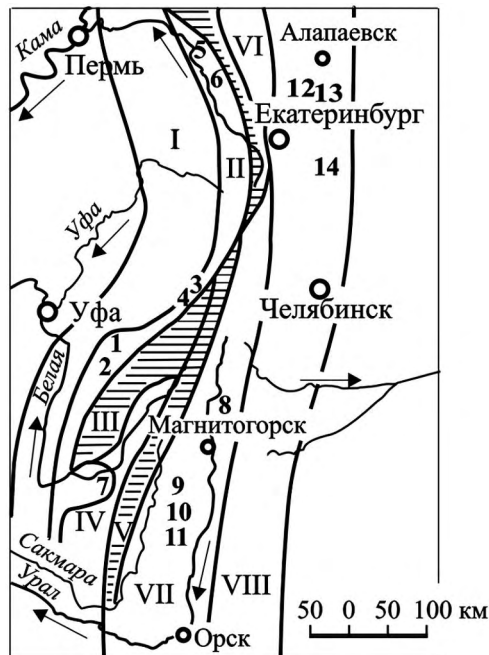 Кама
Пермь
5
6
VI
Алапаевск
12
13
Екатеринбург
I
II
14
Уфа
3
4
Уфа
Челябинск
1
2
Белая
III
8
Магнитогорск
7
9
10
11
IV
V
Сакмара
Урал
VII
VIII
Орск
50 0 50 100 км